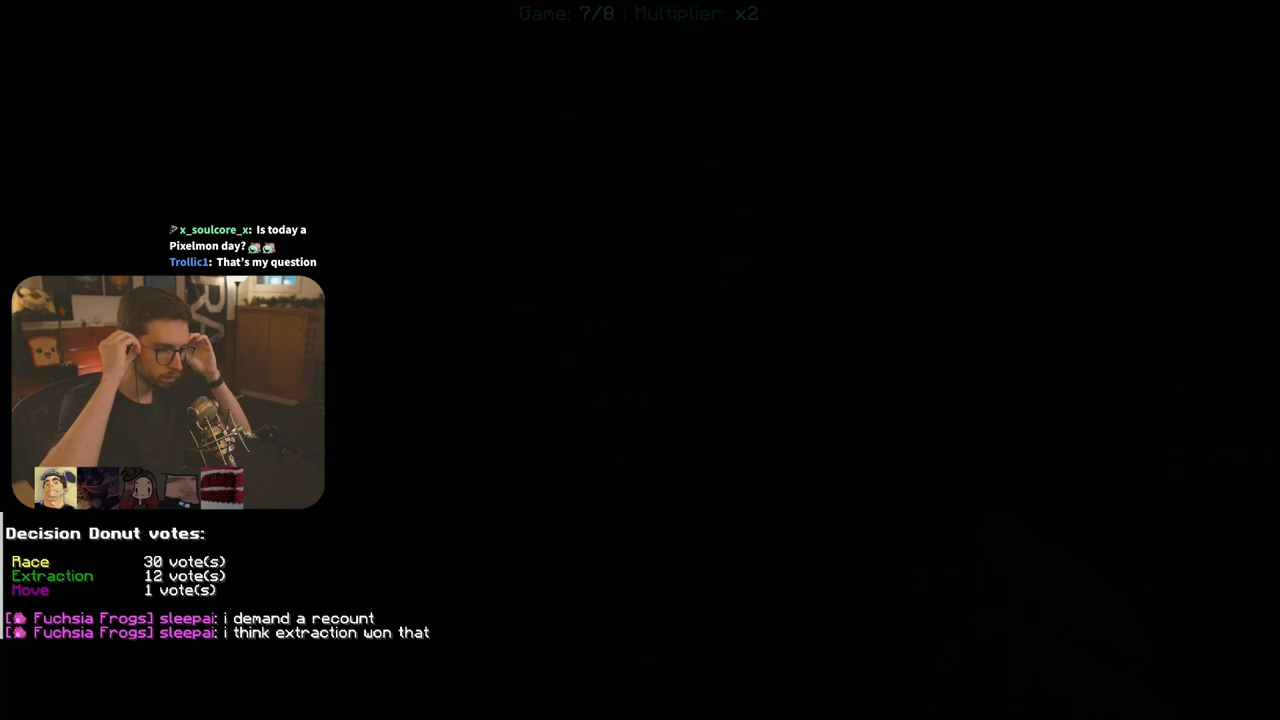 Game: 7/8 | Multiplier: x2
x_soulcore_x: Is today a
Pixelmon day?
Trollic1: That's my question
Decision Donut votes:
Race 30 vote(s)
Extraction 12 vote(s)
Move 1 vote(s)
[Fuchsia Frogs] sleepai: i demand a recount
[Fuchsia Frogs] sleepai: i think extraction won that